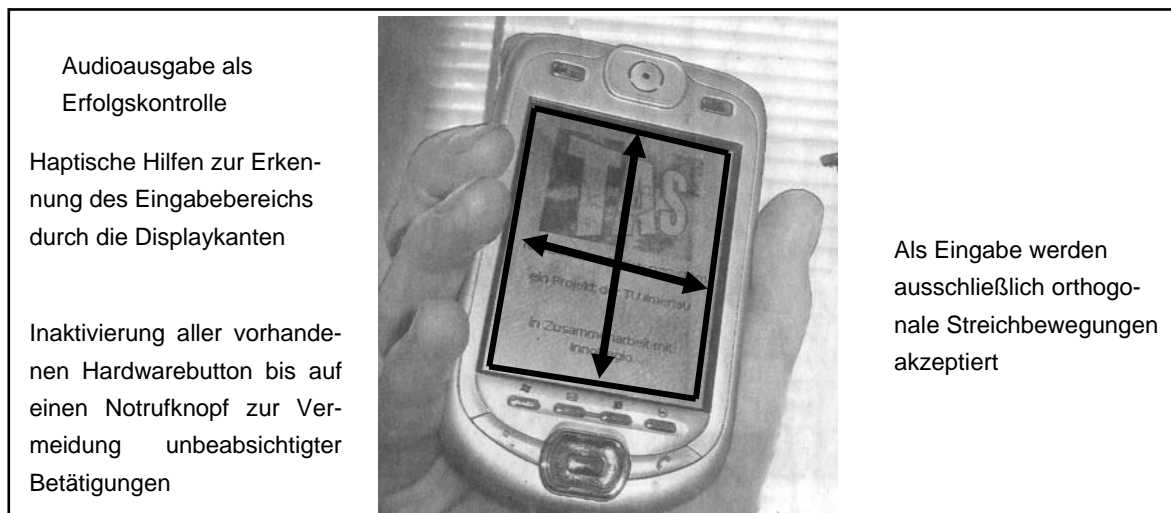 Audioausgabe als
Erfolgskontrolle
Haptische Hilfen zur Erken-
nung des Eingabebereichs
durch die Displaykanten
Inaktivierung aller vorhande-
nen Hardwarebutton bis auf
einen Notrufknopf zur Ver-
meidung unbeabsichtigter
Betätigungen
TAS
ein Projekt der TU Ilmenau
in Zusammenarbeit mit:
Als Eingabe werden
ausschließlich orthogo-
nale Streichbewegungen
akzeptiert